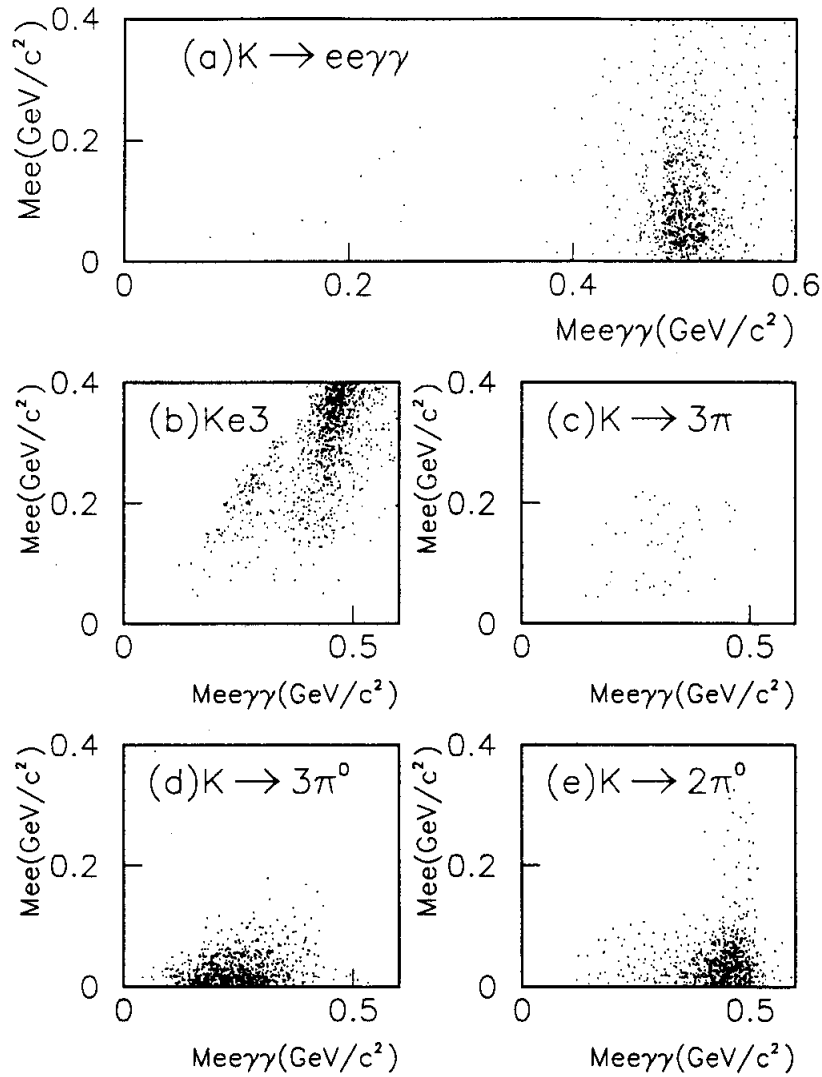 Mee(GeV/c²)
0.4
0.2
0
(a)K → eeγγ
0 0.2 0.4 0.6
Meeγγ(GeV/c²)
Mee(GeV/c²)
0.4
0.2
0
(b)Ke3
0 0.5
Meeγγ(GeV/c²)
Mee(GeV/c²)
0.4
0.2
0
(c)K → 3π
0 0.5
Meeγγ(GeV/c²)
Mee(GeV/c²)
0.4
0.2
0
(d)K → 3π⁰
0 0.5
Meeγγ(GeV/c²)
Mee(GeV/c²)
0.4
0.2
0
(e)K → 2π⁰
0 0.5
Meeγγ(GeV/c²)